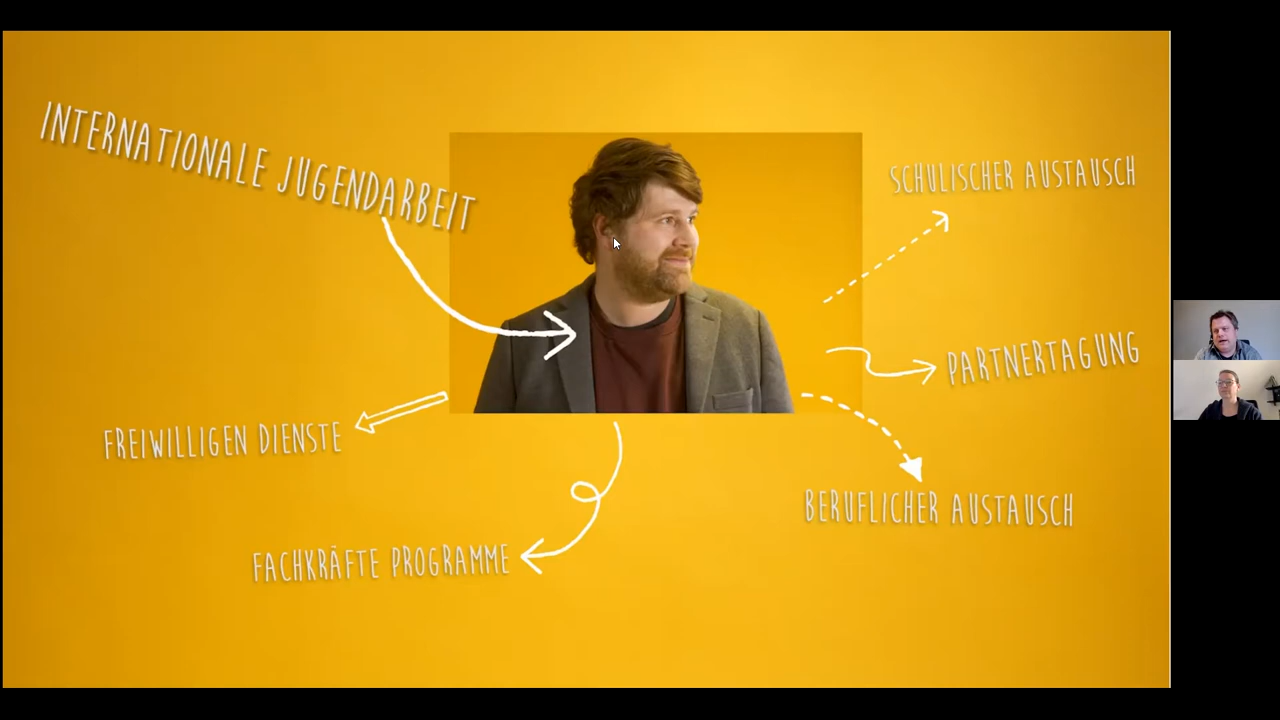 INTERNATIONALE JUGENDARBEIT
SCHULISCHER AUSTAUSCH
PARTNERTAGUNG
FREIWILLIGEN DIENSTE
BERUFLICHER AUSTAUSCH
FACHKRÄFTE PROGRAMME